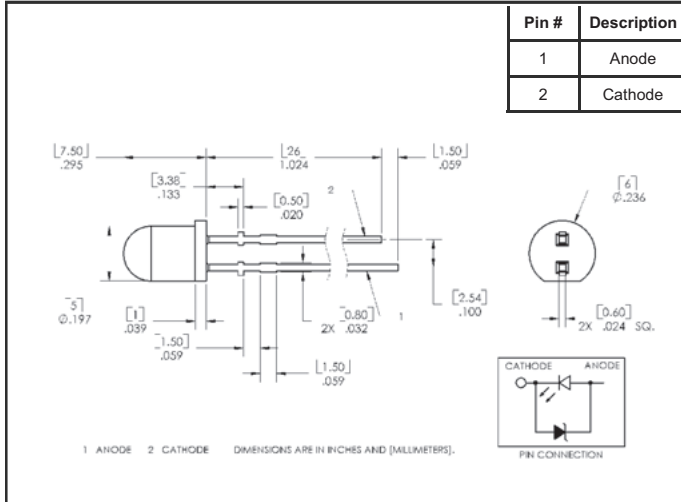 Pin # Description
1 Anode
2 Cathode
[7.50] [26] [1.50]
.295 1.024 .059
[3.38] [6]
.133 Ø.236
[0.50]
.020
2
[5] [1] [0.80] 1 [2.54] [0.60]
Ø.197 .039 2X .032 .100 2X .024 SQ.
[1.50]
.059
[1.50]
.059
CATHODE ANODE
1 ANODE 2 CATHODE DIMENSIONS ARE IN INCHES AND [MILLIMETERS].
PIN CONNECTION